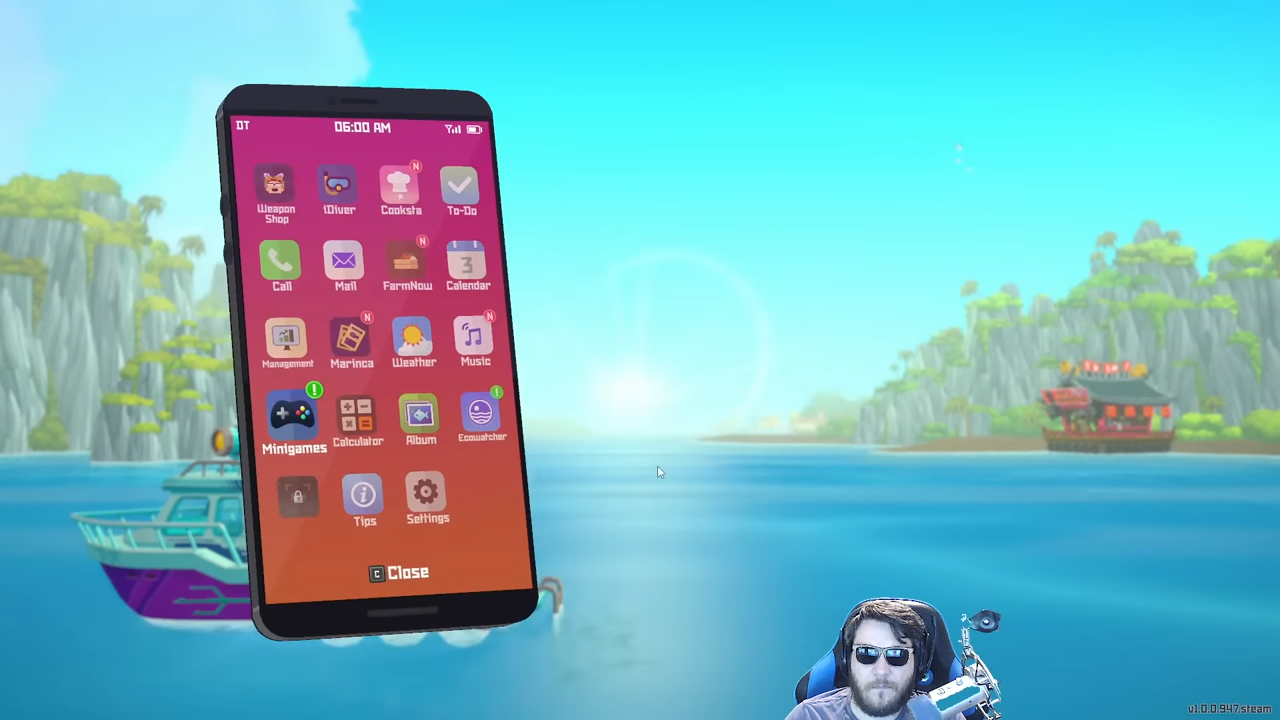 DT 06:00 AM
N
Weapon Shop
iDiver
Cooksta
To-Do
N
3
Call
Mail
FarmNow
Calendar
N
N
Management
Marinca
Weather
Music
!
!
Minigames
Calculator
Album
Ecowatcher
i
Tips
Settings
C Close
v1.0.0.947.steam